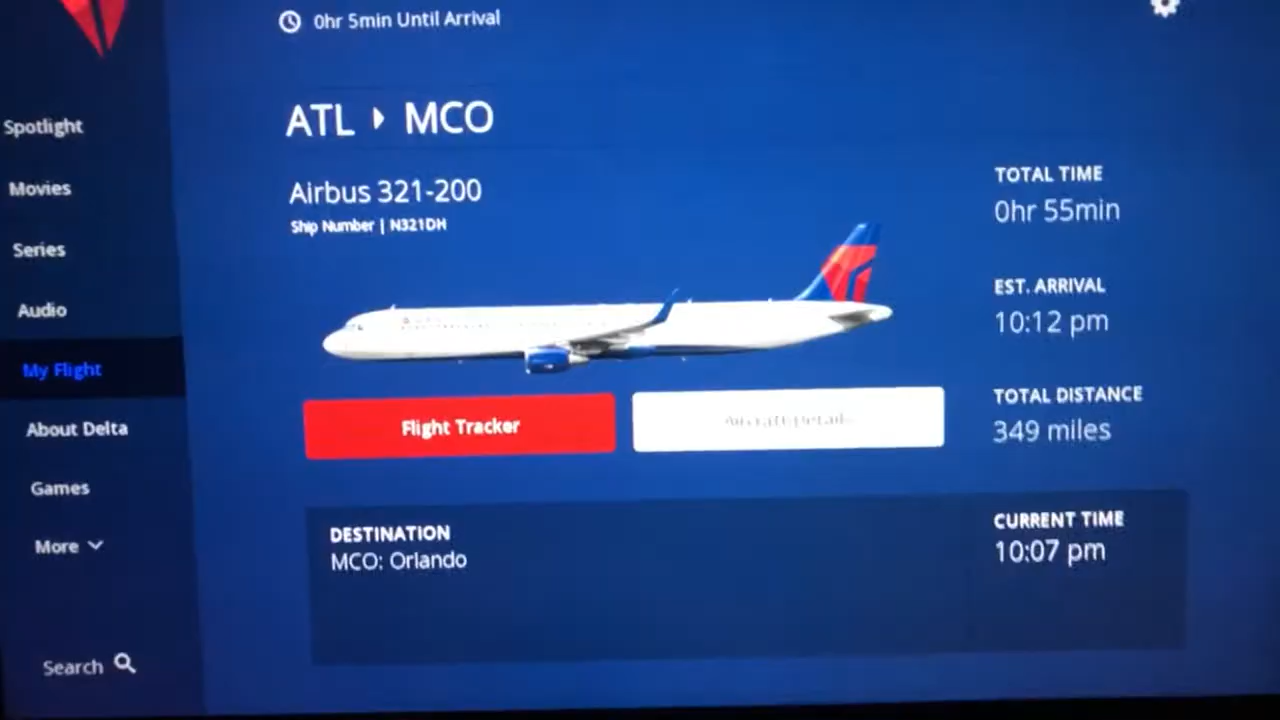 0hr 5min Until Arrival
ATL MCO
Airbus 321-200
Ship Number | N321DH
Spotlight
Movies
Series
Audio
My Flight
About Delta
Games
More
Search
TOTAL TIME
0hr 55min
EST. ARRIVAL
10:12 pm
TOTAL DISTANCE
349 miles
Flight Tracker
Aircraft Details
DESTINATION
MCO: Orlando
CURRENT TIME
10:07 pm